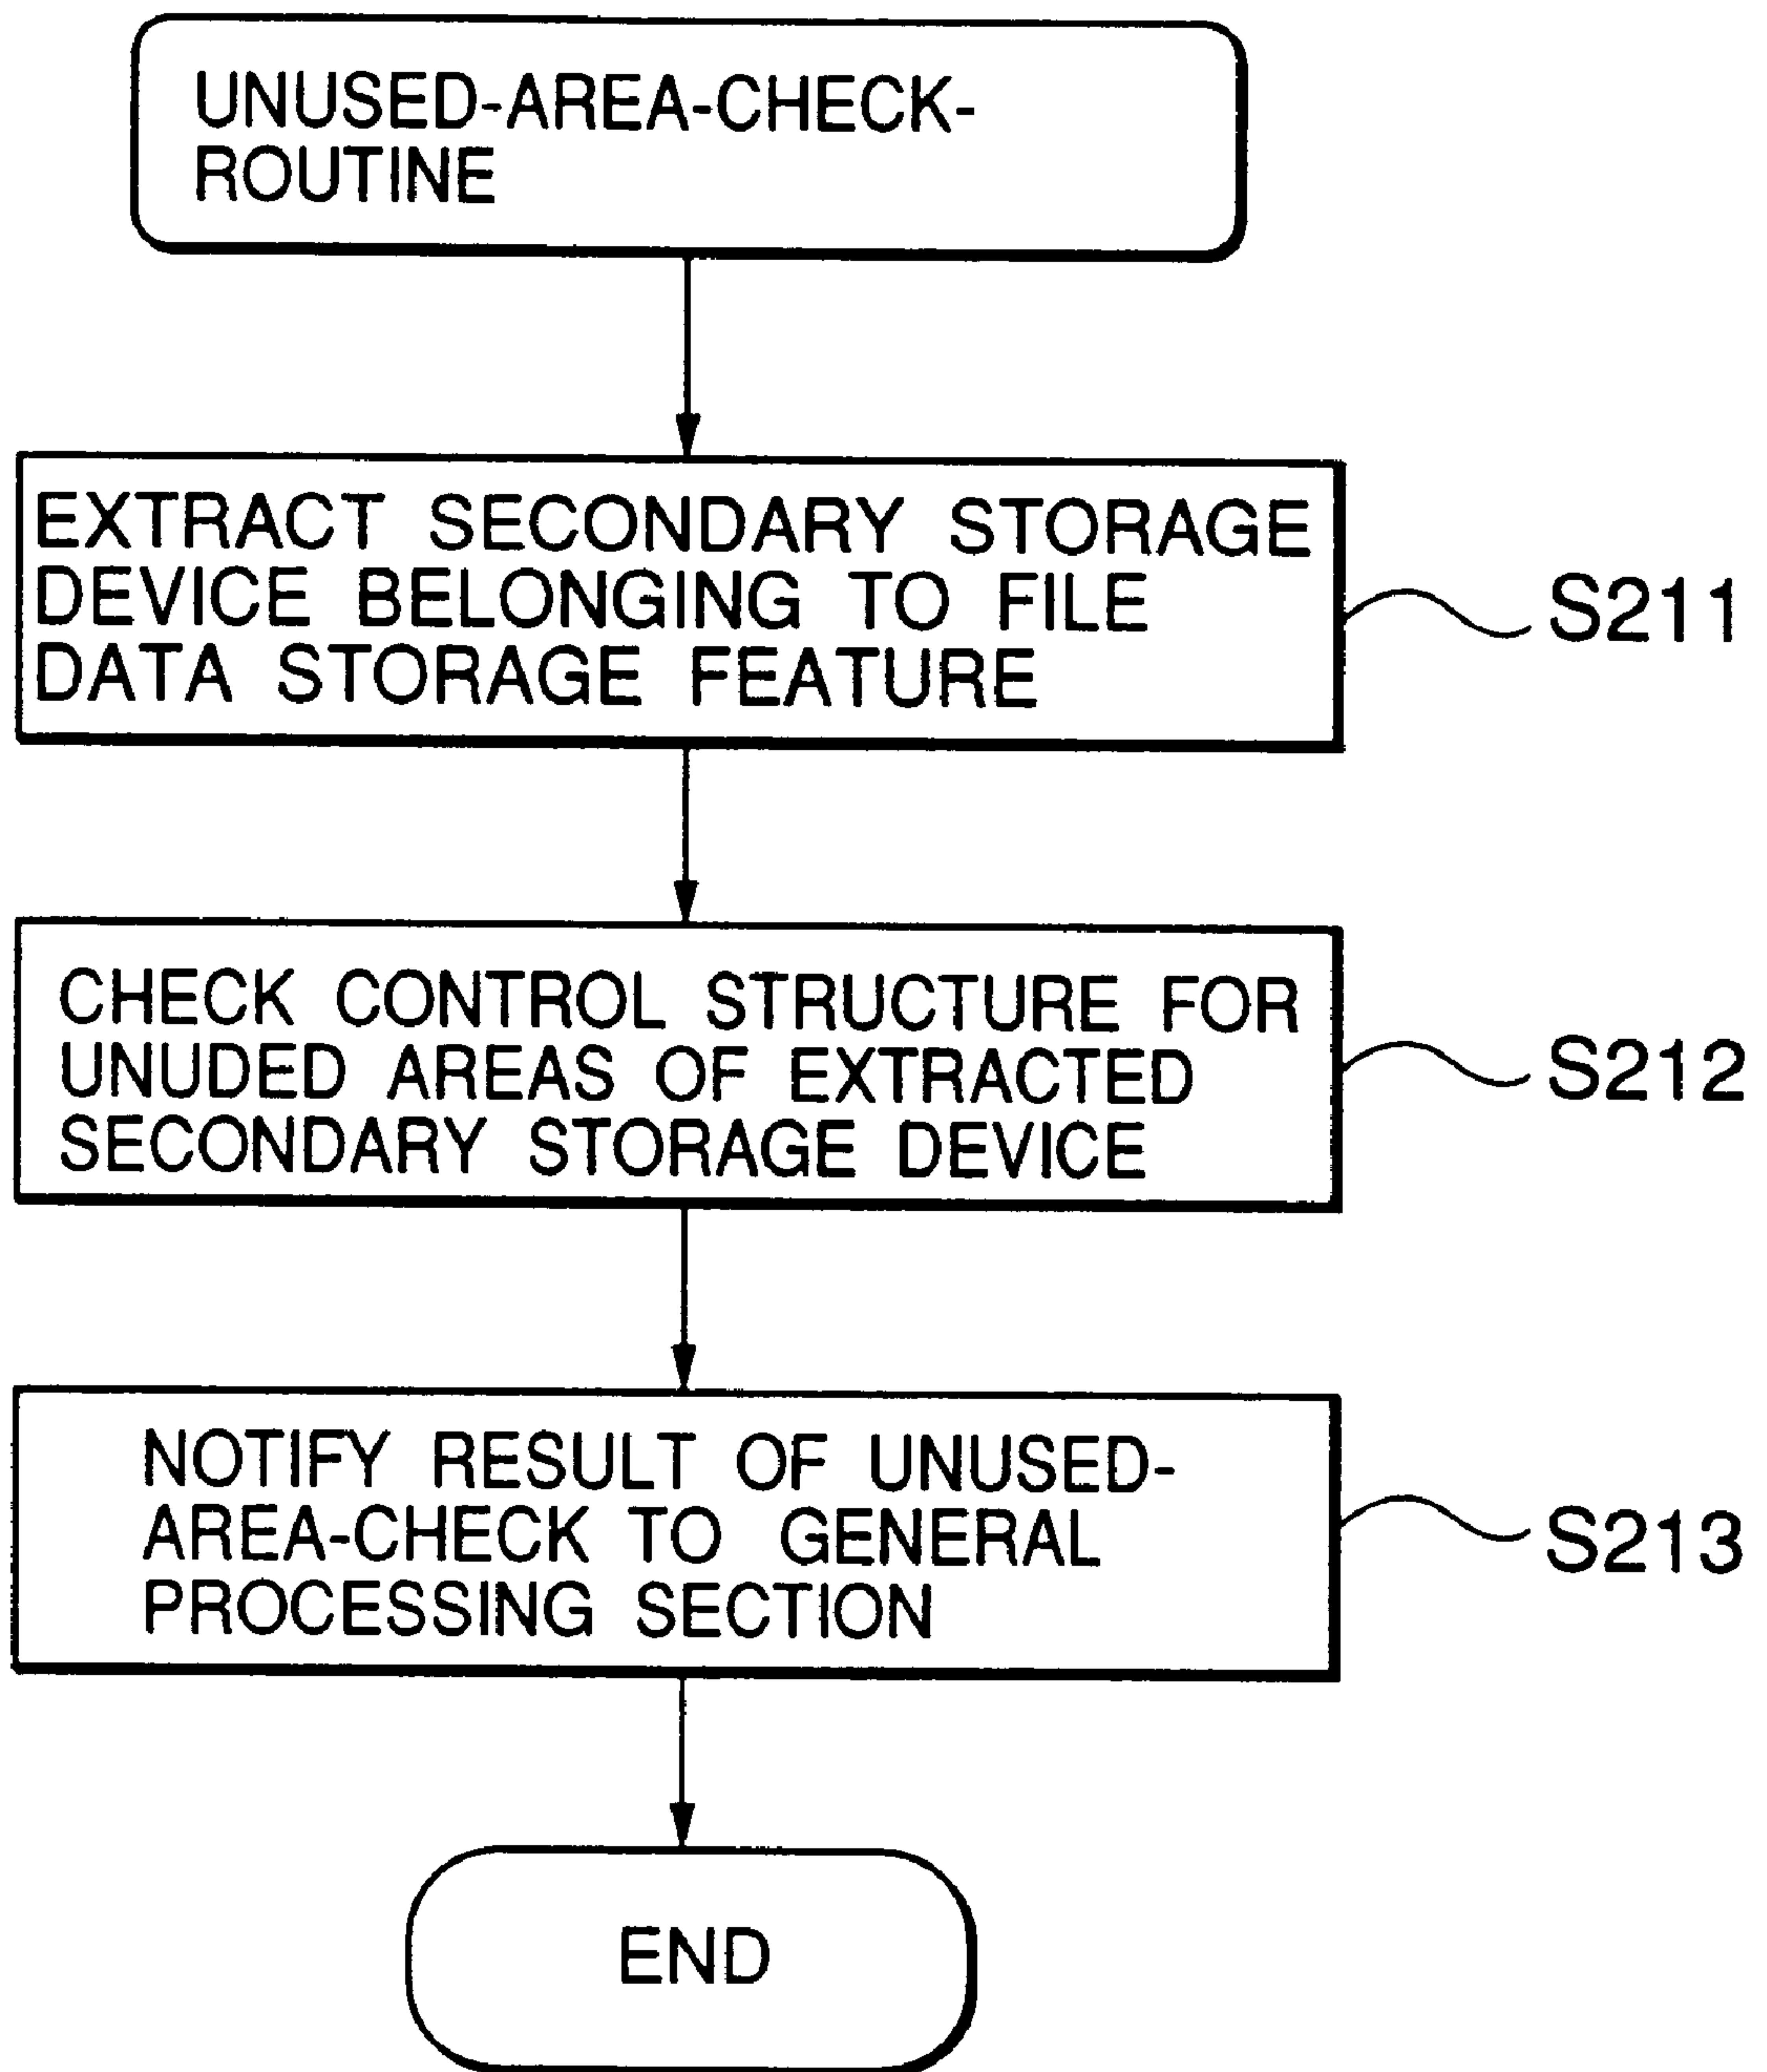 UNUSED-AREA-CHECK-
ROUTINE
EXTRACT SECONDARY STORAGE
DEVICE BELONGING TO FILE
DATA STORAGE FEATURE
S211
CHECK CONTROL STRUCTURE FOR
UNUDED AREAS OF EXTRACTED
SECONDARY STORAGE DEVICE
S212
NOTIFY RESULT OF UNUSED-
AREA-CHECK TO GENERAL
PROCESSING SECTION
S213
END